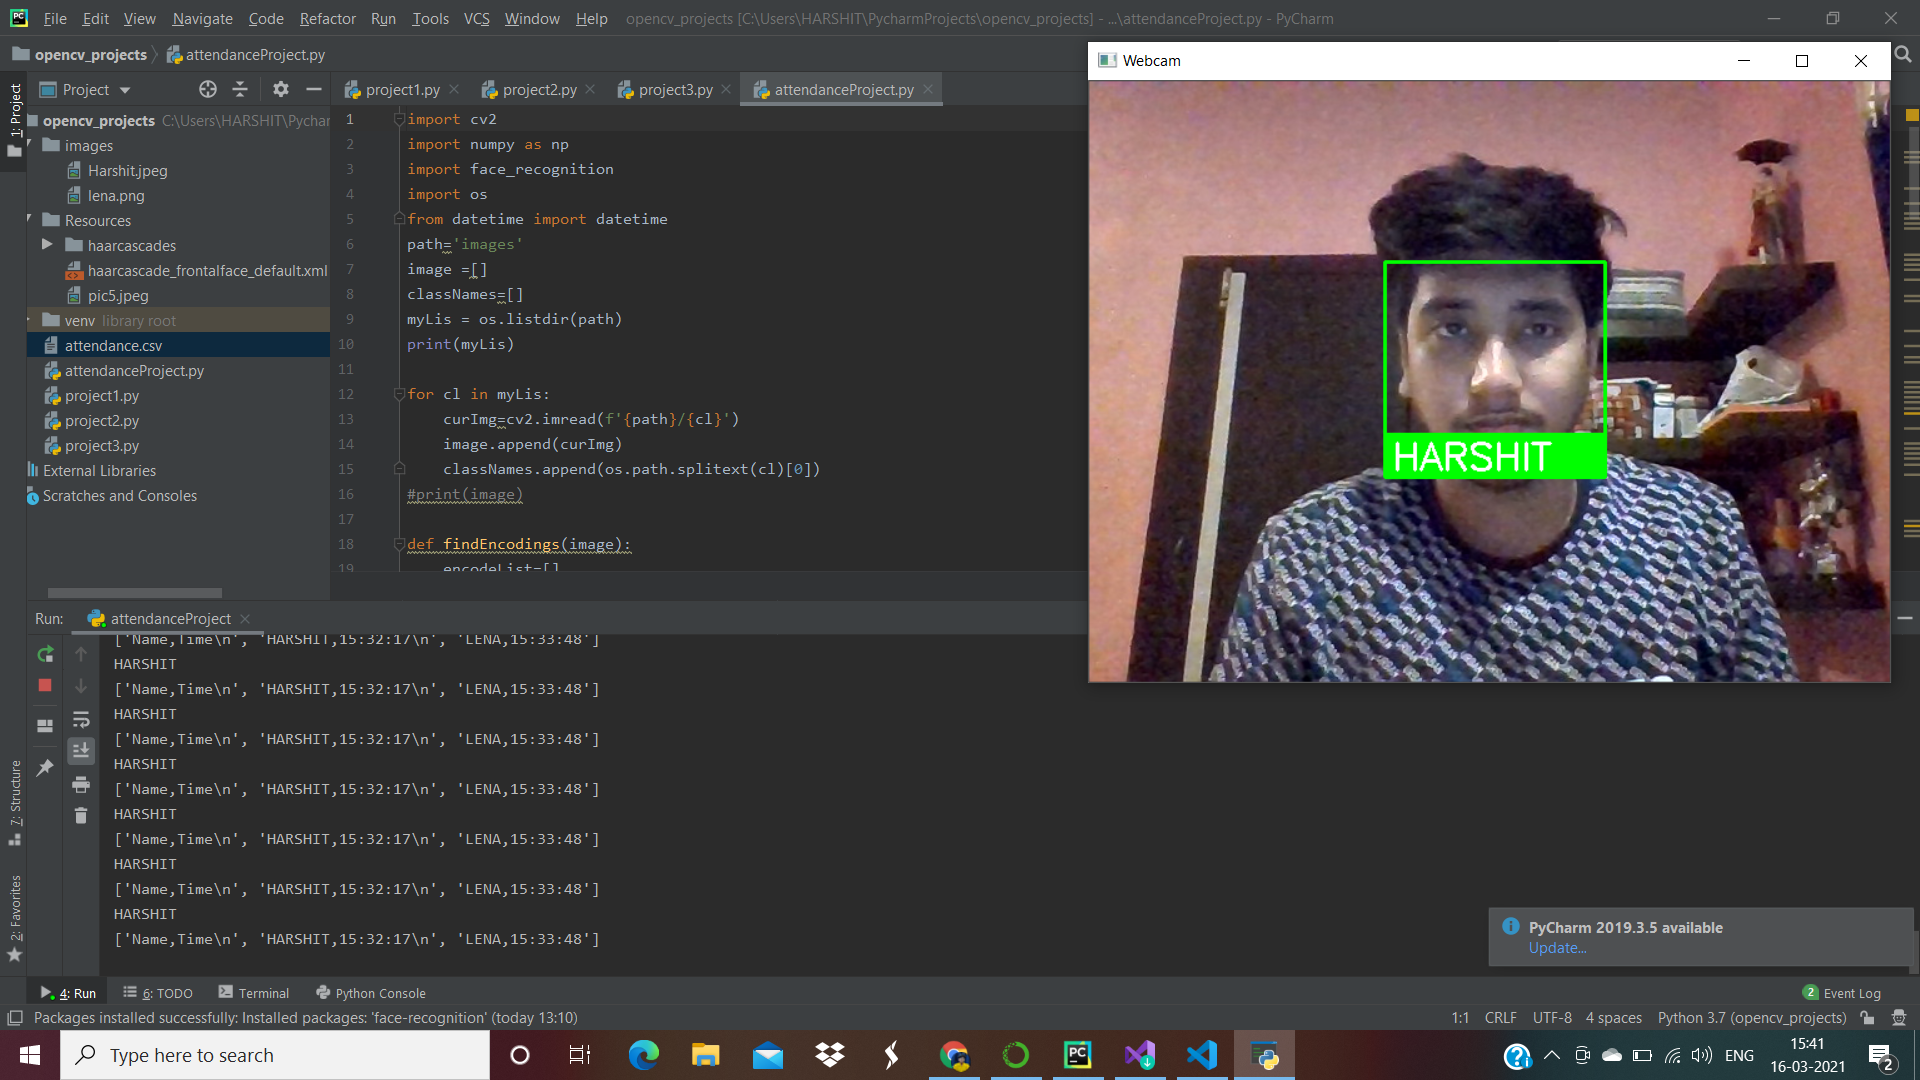 File Edit View Navigate Code Refactor Run Tools VCS Window Help opencv_projects [C:\Users\HARSHIT\PycharmProjects\opencv_projects] - ...\attendanceProject.py - PyCharm
opencv_projects attendanceProject.py
Project
project1.py project2.py project3.py attendanceProject.py
1: Project
opencv_projects C:\Users\HARSHIT\Pychar
images
Harshit.jpeg
lena.png
Resources
haarcascades
haarcascade_frontalface_default.xml
pic5.jpeg
venv library root
attendance.csv
attendanceProject.py
project1.py
project2.py
project3.py
External Libraries
Scratches and Consoles
1 import cv2
2 import numpy as np
3 import face_recognition
4 import os
5 from datetime import datetime
6 path='images'
7 image =[]
8 classNames=[]
9 myLis = os.listdir(path)
10 print(myLis)
11
12 for cl in myLis:
13 curImg=cv2.imread(f'{path}/{cl}')
14 image.append(curImg)
15 classNames.append(os.path.splitext(cl)[0])
16 #print(image)
17
18 def findEncodings(image):
19 encodeList=[]
Webcam
HARSHIT
Run: attendanceProject
['Name,Time\n', 'HARSHIT,15:32:17\n', 'LENA,15:33:48']
HARSHIT
['Name,Time\n', 'HARSHIT,15:32:17\n', 'LENA,15:33:48']
HARSHIT
['Name,Time\n', 'HARSHIT,15:32:17\n', 'LENA,15:33:48']
HARSHIT
['Name,Time\n', 'HARSHIT,15:32:17\n', 'LENA,15:33:48']
HARSHIT
['Name,Time\n', 'HARSHIT,15:32:17\n', 'LENA,15:33:48']
HARSHIT
['Name,Time\n', 'HARSHIT,15:32:17\n', 'LENA,15:33:48']
HARSHIT
['Name,Time\n', 'HARSHIT,15:32:17\n', 'LENA,15:33:48']
7: Structure
2: Favorites
PyCharm 2019.3.5 available
Update...
4: Run 6: TODO Terminal Python Console 2 Event Log
Packages installed successfully: Installed packages: 'face-recognition' (today 13:10) 1:1 CRLF UTF-8 4 spaces Python 3.7 (opencv_projects)
Type here to search ENG 15:41
16-03-2021 2